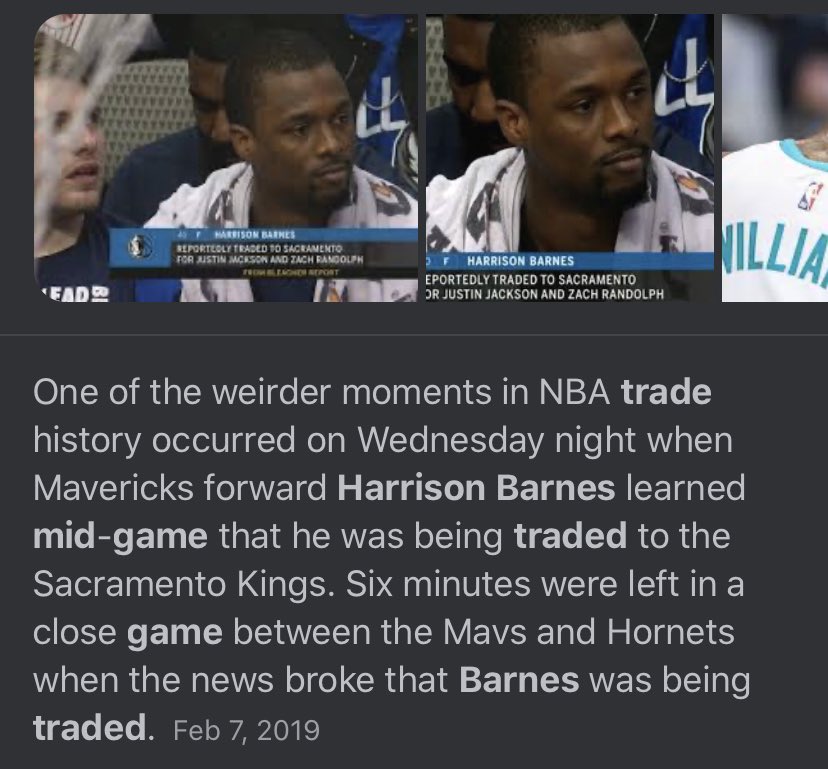 45 F HARRISON BARNES
REPORTEDLY TRADED TO SACRAMENTO
FOR JUSTIN JACKSON AND ZACH RANDOLPH
FROM BLEACHER REPORT
F HARRISON BARNES
EPORTEDLY TRADED TO SACRAMENTO
OR JUSTIN JACKSON AND ZACH RANDOLPH
WILLIA
One of the weirder moments in NBA trade
history occurred on Wednesday night when
Mavericks forward Harrison Barnes learned
mid-game that he was being traded to the
Sacramento Kings. Six minutes were left in a
close game between the Mavs and Hornets
when the news broke that Barnes was being
traded. Feb 7, 2019